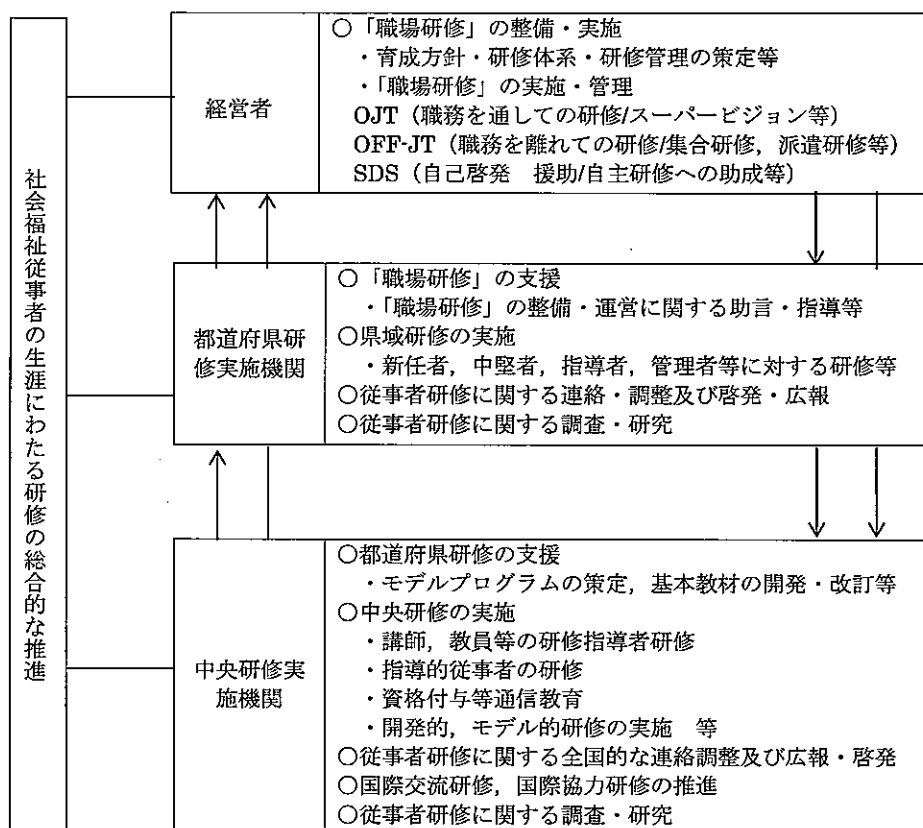 社会福祉従事者の生涯にわたる研修の総合的な推進
経営者
○「職場研修」の整備・実施
・育成方針・研修体系・研修管理の策定等
・「職場研修」の実施・管理
OJT（職務を通しての研修/スーパービジョン等）
OFF-JT（職務を離れての研修/集合研修，派遣研修等）
SDS（自己啓発　援助/自主研修への助成等）
都道府県研
修実施機関
○「職場研修」の支援
・「職場研修」の整備・運営に関する助言・指導等
○県域研修の実施
・新任者，中堅者，指導者，管理者等に対する研修等
○従事者研修に関する連絡・調整及び啓発・広報
○従事者研修に関する調査・研究
中央研修実
施機関
○都道府県研修の支援
・モデルプログラムの策定，基本教材の開発・改訂等
○中央研修の実施
・講師，教員等の研修指導者研修
・指導的従事者の研修
・資格付与等通信教育
・開発的，モデル的研修の実施　等
○従事者研修に関する全国的な連絡調整及び広報・啓発
○国際交流研修，国際協力研修の推進
○従事者研修に関する調査・研究